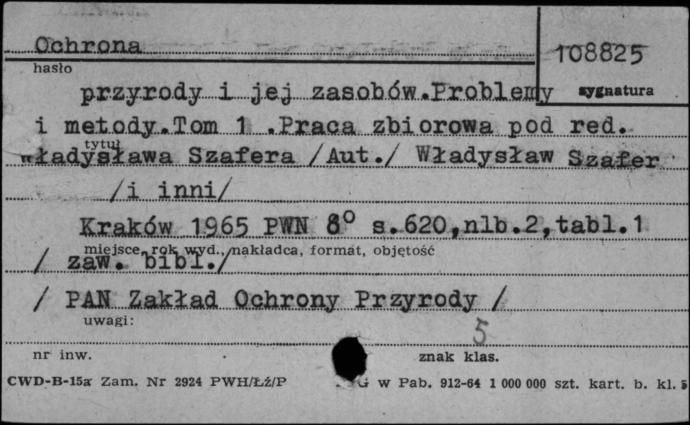 Ochrona
108825
hasło
przyrody i jej zasobów.Problemy
sygnatura
i metody.Tom 1 .Praca zbiorowa pod red.
tytuł
Władysława Szafera /Aut./ Władysław Szafer
/i inni/
Kraków 1965 PWN 8° s.620,nlb.2,tabl.1
miejsce, rok wyd., nakładca, format, objętość
/ zaw. bibl./
/ PAN Zakład Ochrony Przyrody /
uwagi:
5
nr inw.
znak klas.
CWD-B-15a Zam. Nr 2924 PWH/Łź/P
G w Pab. 912-64 1 000 000 szt. kart. b. kl. 5